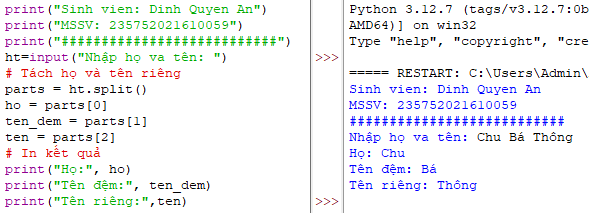 print("Sinh vien: Dinh Quyen An")
print("MSSV: 235752021610059")
print("###########################")
ht=input("Nhập họ va tên: ")
# Tách họ và tên riêng
parts = ht.split()
ho = parts[0]
ten_dem = parts[1]
ten = parts[2]
# In kết quả
print("Họ:", ho)
print("Tên đệm:", ten_dem)
print("Tên riêng:",ten)
Python 3.12.7 (tags/v3.12.7:0b
AMD64)] on win32
Type "help", "copyright", "cre
>>>
===== RESTART: C:\Users\Admin\
Sinh vien: Dinh Quyen An
MSSV: 235752021610059
###########################
Nhập họ va tên: Chu Bá Thông
Họ: Chu
Tên đệm: Bá
Tên riêng: Thông
>>>